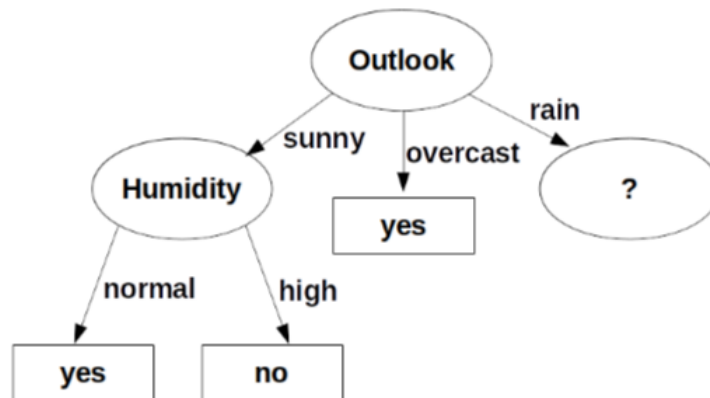 Outlook
rain
sunny
overcast
Humidity
?
yes
normal
high
yes
no